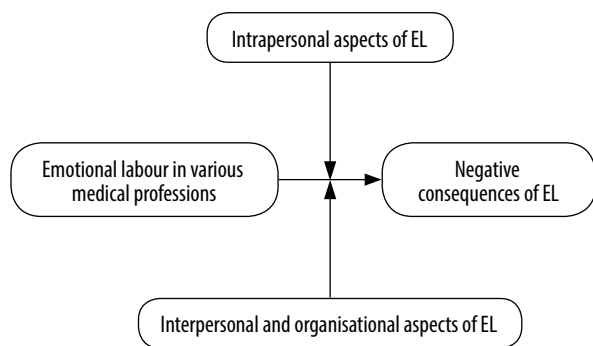 Intrapersonal aspects of EL
Emotional labour in various
medical professions
Negative
consequences of EL
Interpersonal and organisational aspects of EL